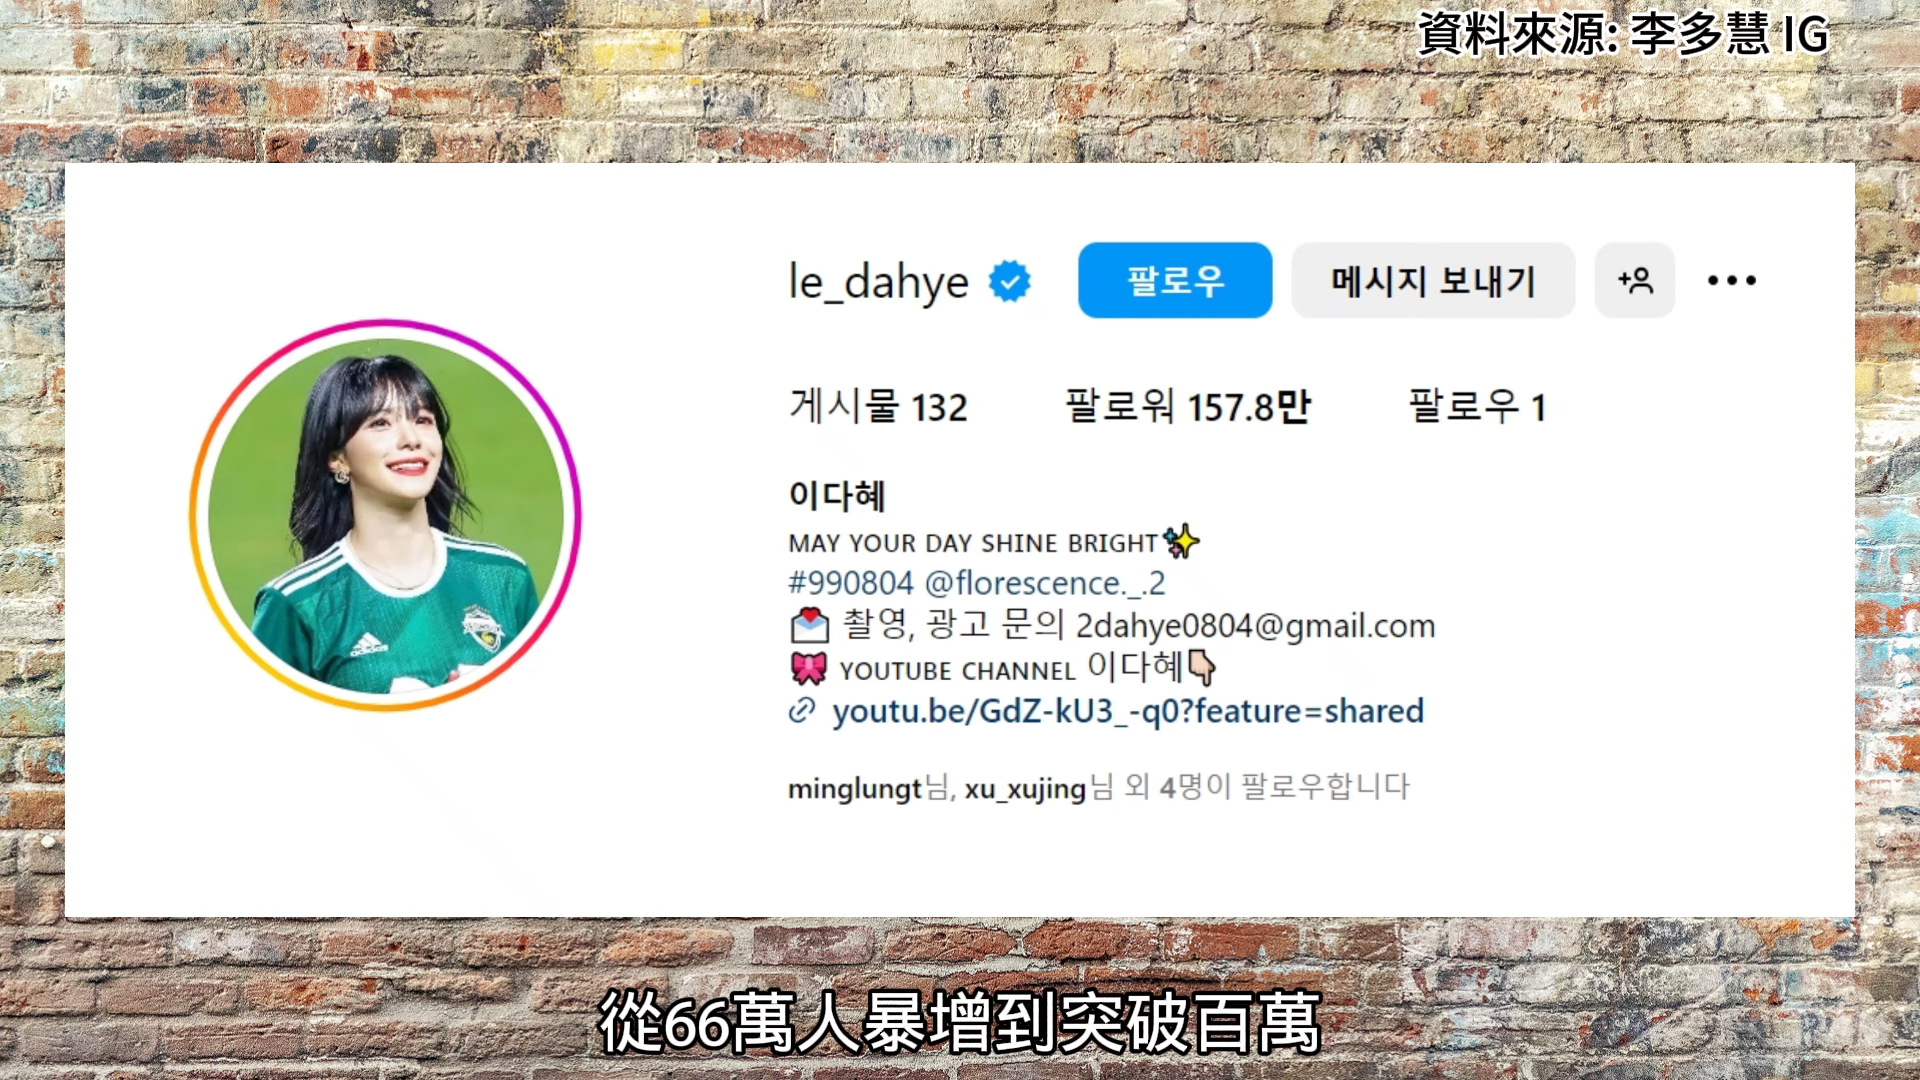 資料來源: 李多慧 IG
le_dahye 팔로우 메시지 보내기
게시물 132 팔로워 157.8만 팔로우 1
이다혜
MAY YOUR DAY SHINE BRIGHT✨
#990804 @florescence._.2
💌 촬영, 광고 문의 2dahye0804@gmail.com
🎀 YOUTUBE CHANNEL 이다혜👇🏻
youtu.be/GdZ-kU3_-q0?feature=shared
minglungt님, xu_xujing님 외 4명이 팔로우합니다
adidas
從66萬人暴增到突破百萬